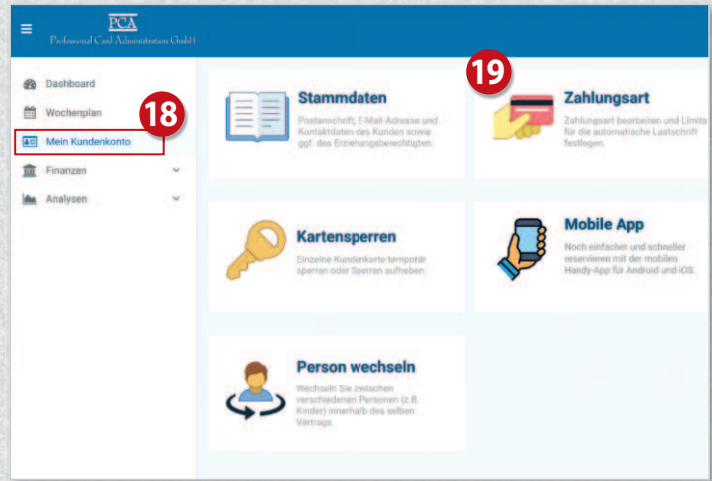 PCA
Professional Card Administration GmbH
Dashboard
Wochenplan
18
Mein Kundenkonto
Finanzen
Analysen
19
Stammdaten
Postanschrift, E-Mail-Adresse und
Kontaktdaten des Kunden sowie
ggf. des Erziehungsberechtigten.
Zahlungsart
Zahlungsart bearbeiten und Limits
für die automatische Lastschrift
festlegen.
Kartensperren
Einzelne Kundenkarte temporär
sperren oder Sperren aufheben.
Mobile App
Noch einfacher und schneller
reservieren mit der mobilen
Handy-App für Android und iOS.
Person wechseln
Wechseln Sie zwischen
verschiedenen Personen (z.B.
Kinder) innerhalb des selben
Vertrags.